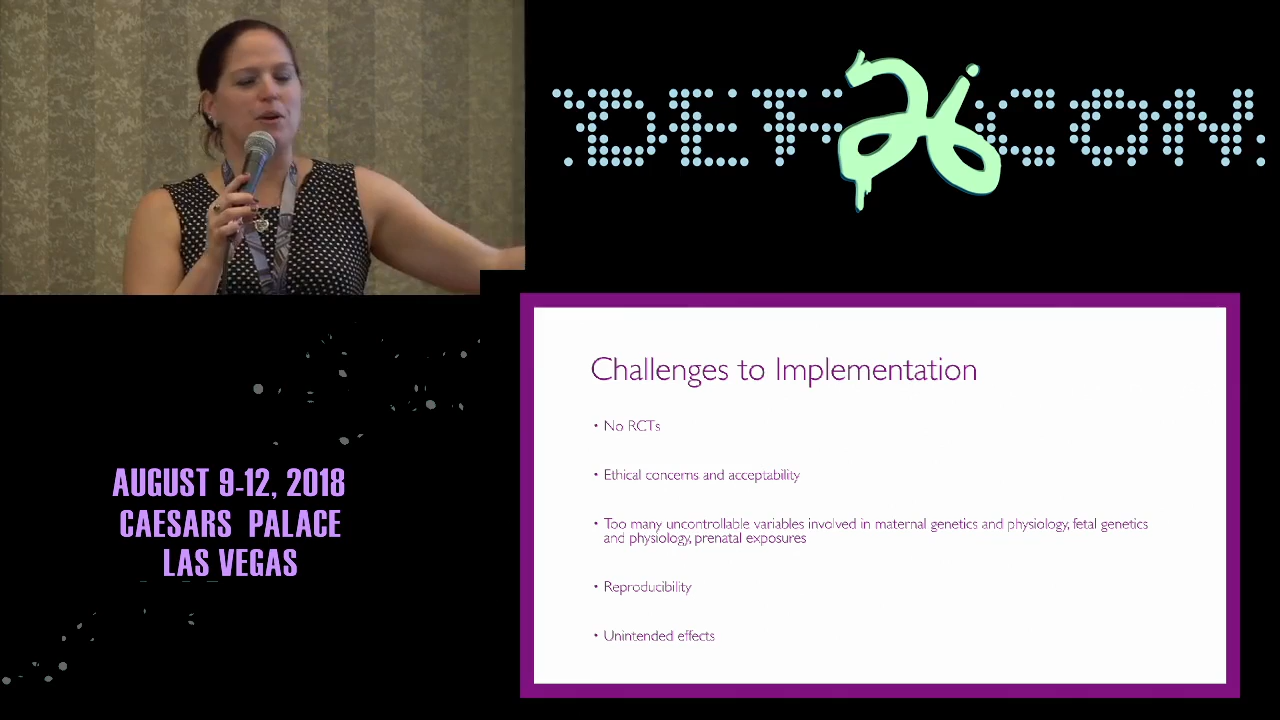 DEF 26 CON
Challenges to Implementation
• No RCTs
• Ethical concerns and acceptability
• Too many uncontrollable variables involved in maternal genetics and physiology, fetal genetics
and physiology, prenatal exposures
• Reproducibility
• Unintended effects
AUGUST 9-12, 2018
CAESARS PALACE
LAS VEGAS